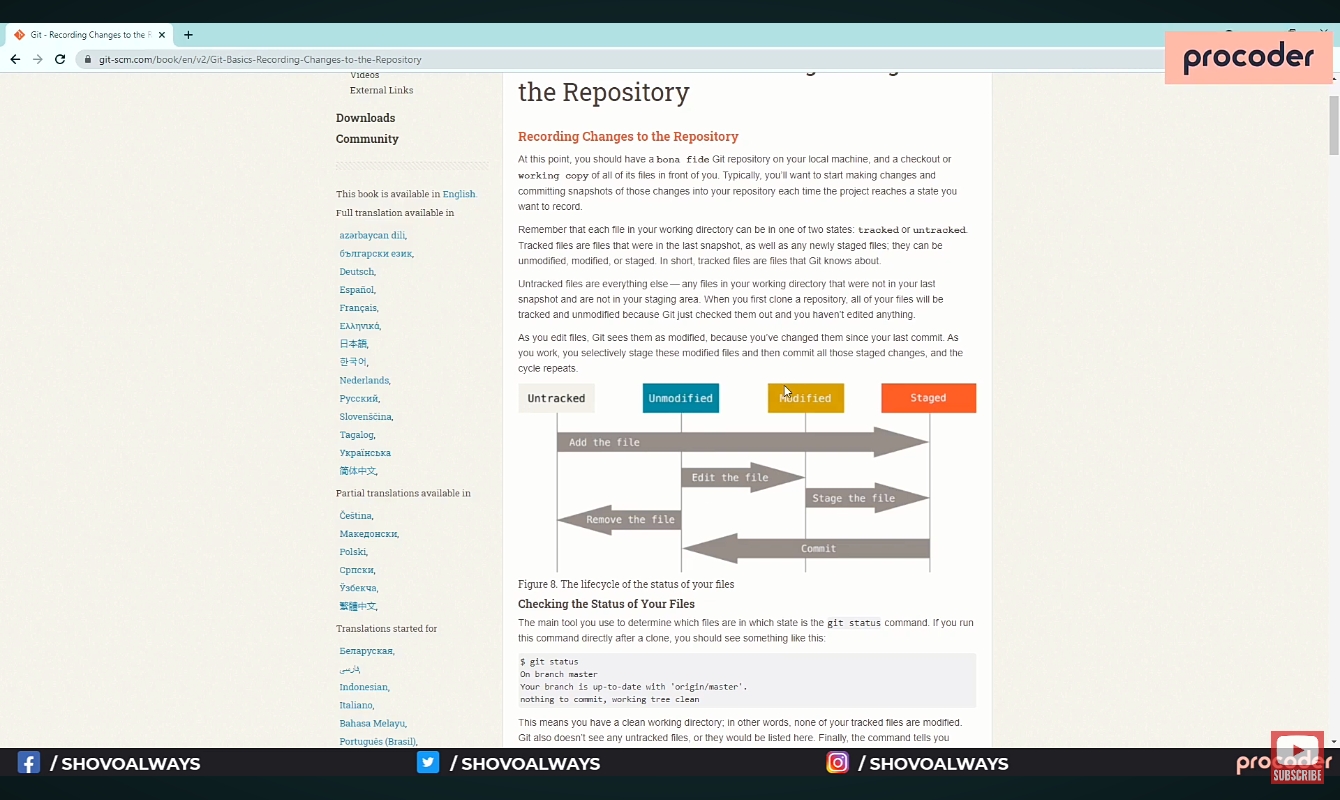 Git - Recording Changes to the R
git-scm.com/book/en/v2/Git-Basics-Recording-Changes-to-the-Repository
procoder
Videos
External Links
Downloads
Community
This book is available in English.
Full translation available in
azərbaycan dili,
български език,
Deutsch,
Español,
Français,
Ελληνικά,
日本語,
한국어,
Nederlands,
Русский,
Slovenščina,
Tagalog,
Українська
简体中文,
Partial translations available in
Čeština,
Македонски,
Polski,
Српски,
Ўзбекча,
繁體中文,
Translations started for
Беларуская,
فارسی,
Indonesian,
Italiano,
Bahasa Melayu,
Português (Brasil),
the Repository
Recording Changes to the Repository
At this point, you should have a bona fide Git repository on your local machine, and a checkout or
working copy of all of its files in front of you. Typically, you'll want to start making changes and
committing snapshots of those changes into your repository each time the project reaches a state you
want to record.
Remember that each file in your working directory can be in one of two states: tracked or untracked.
Tracked files are files that were in the last snapshot, as well as any newly staged files; they can be
unmodified, modified, or staged. In short, tracked files are files that Git knows about.
Untracked files are everything else — any files in your working directory that were not in your last
snapshot and are not in your staging area. When you first clone a repository, all of your files will be
tracked and unmodified because Git just checked them out and you haven't edited anything.
As you edit files, Git sees them as modified, because you've changed them since your last commit. As
you work, you selectively stage these modified files and then commit all those staged changes, and the
cycle repeats.
Untracked Unmodified Modified Staged
Add the file
Edit the file
Stage the file
Remove the file
Commit
Figure 8. The lifecycle of the status of your files
Checking the Status of Your Files
The main tool you use to determine which files are in which state is the git status command. If you run
this command directly after a clone, you should see something like this:
$ git status
On branch master
Your branch is up-to-date with 'origin/master'.
nothing to commit, working tree clean
This means you have a clean working directory; in other words, none of your tracked files are modified.
Git also doesn't see any untracked files, or they would be listed here. Finally, the command tells you
/ SHOVOALWAYS / SHOVOALWAYS / SHOVOALWAYS
procoder
SUBSCRIBE